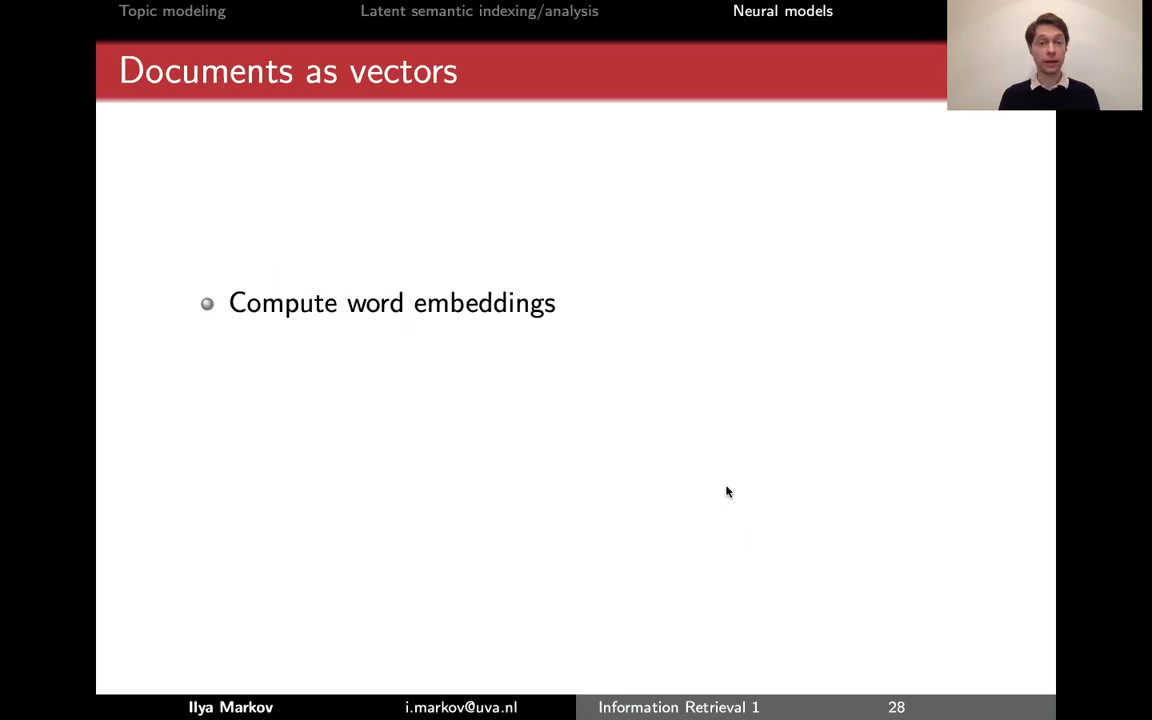 Topic modeling Latent semantic indexing/analysis Neural models
Documents as vectors
Compute word embeddings
Ilya Markov i.markov@uva.nl Information Retrieval 1 28